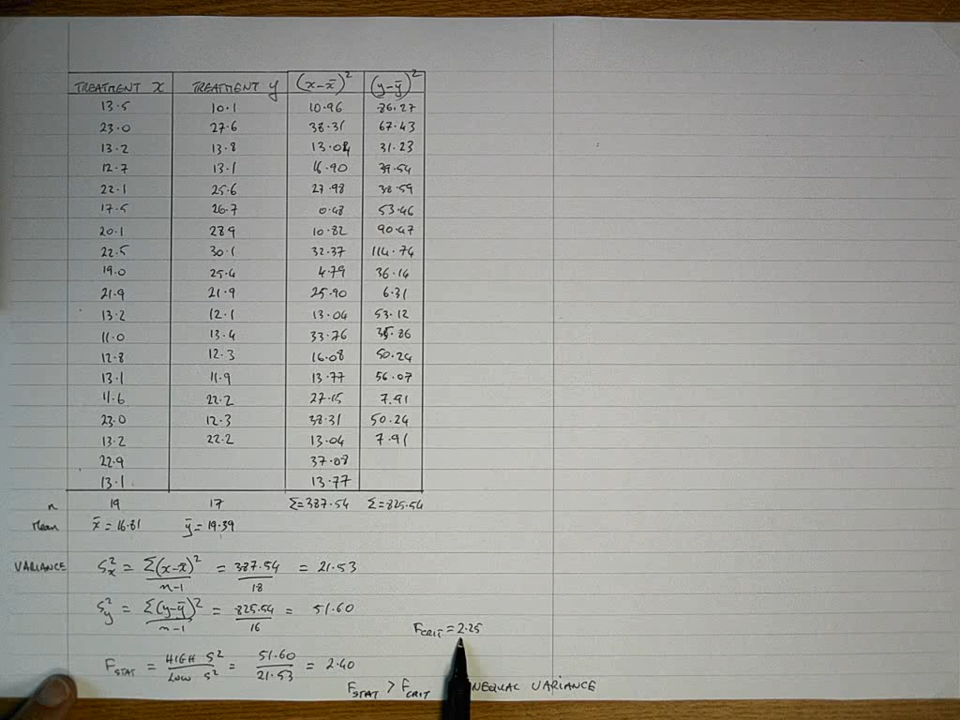 TREATMENT x TREATMENT y (x-x̄)² (y-ȳ)²
13.5 10.1 10.96 86.27
23.0 27.6 38.31 67.43
13.2 13.8 13.04 31.23
12.7 13.1 16.90 39.54
22.1 25.6 27.98 38.59
17.5 26.7 0.48 53.46
20.1 28.9 10.82 90.47
22.5 30.1 32.37 114.74
19.0 25.4 4.79 36.14
21.9 21.9 25.90 6.31
13.2 12.1 13.04 53.12
11.0 13.4 33.76 35.86
12.8 12.3 16.08 50.24
13.1 11.9 13.77 56.07
11.6 22.2 27.15 7.91
23.0 12.3 38.31 50.24
13.2 22.2 13.04 7.91
22.9 37.08
13.1 13.77
n 19 17 Σ=387.54 Σ=825.54
Mean x̄ = 16.81 ȳ = 19.39
VARIANCE S²x = Σ(x-x̄)²/n-1 = 387.54/18 = 21.53
S²y = Σ(y-ȳ)²/n-1 = 825.54/16 = 51.60
FCRIT = 2.25
FSTAT = HIGH S²/LOW S² = 51.60/21.53 = 2.40
FSTAT > FCRIT NEQUAL VARIANCE